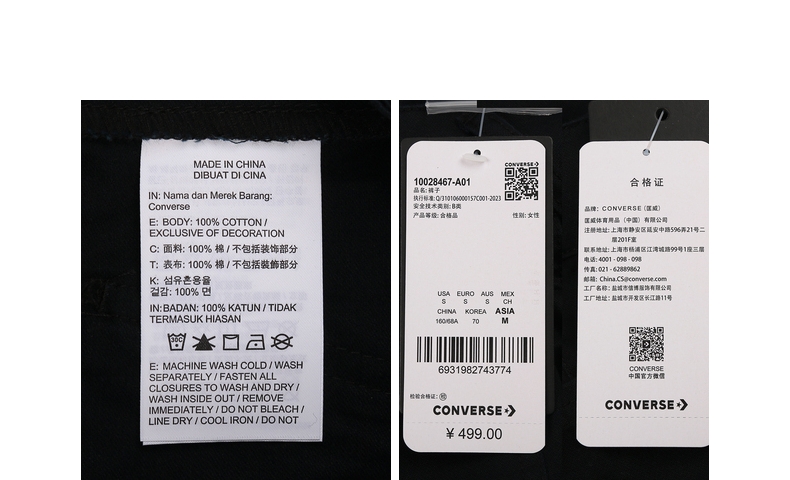 MADE IN CHINA
DIBUAT DI CINA
IN: Nama dan Merek Barang:
Converse
E: BODY: 100% COTTON /
EXCLUSIVE OF DECORATION
C: 面料: 100% 棉 / 不包括装饰部分
T: 表布: 100% 棉 / 不包括裝飾部分
K: 섬유혼용율
겉감: 100% 면
IN:BADAN: 100% KATUN / TIDAK
TERMASUK HIASAN
30C
E: MACHINE WASH COLD / WASH
SEPARATELY / FASTEN ALL
CLOSURES TO WASH AND DRY /
WASH INSIDE OUT / REMOVE
IMMEDIATELY / DO NOT BLEACH /
LINE DRY / COOL IRON / DO NOT
CONVERSE
10028467-A01
品名: 裤子
执行标准: Q/310106000157C001-2023
安全技术类别: B类
产品等级: 合格品 性别: 女性
USA EURO AUS MEX
S S S CH
CHINA KOREA ASIA
160/68A 70 M
6931982743774
检验合格证:
CONVERSE
¥ 499.00
合格证
品牌: CONVERSE (匡威)
匡威体育用品（中国）有限公司
注册地址: 上海市静安区延安中路596弄21号二
层201F室
联系地址: 上海市杨浦区江湾城路99号1座三层
电话: 4001 - 098 - 098
传真: 021 - 62889862
邮箱: China.CS@converse.com
工厂名称: 盐城市信博服饰有限公司
工厂地址: 盐城市开发区长江路11号
CONVERSE
中国官方微信
CONVERSE